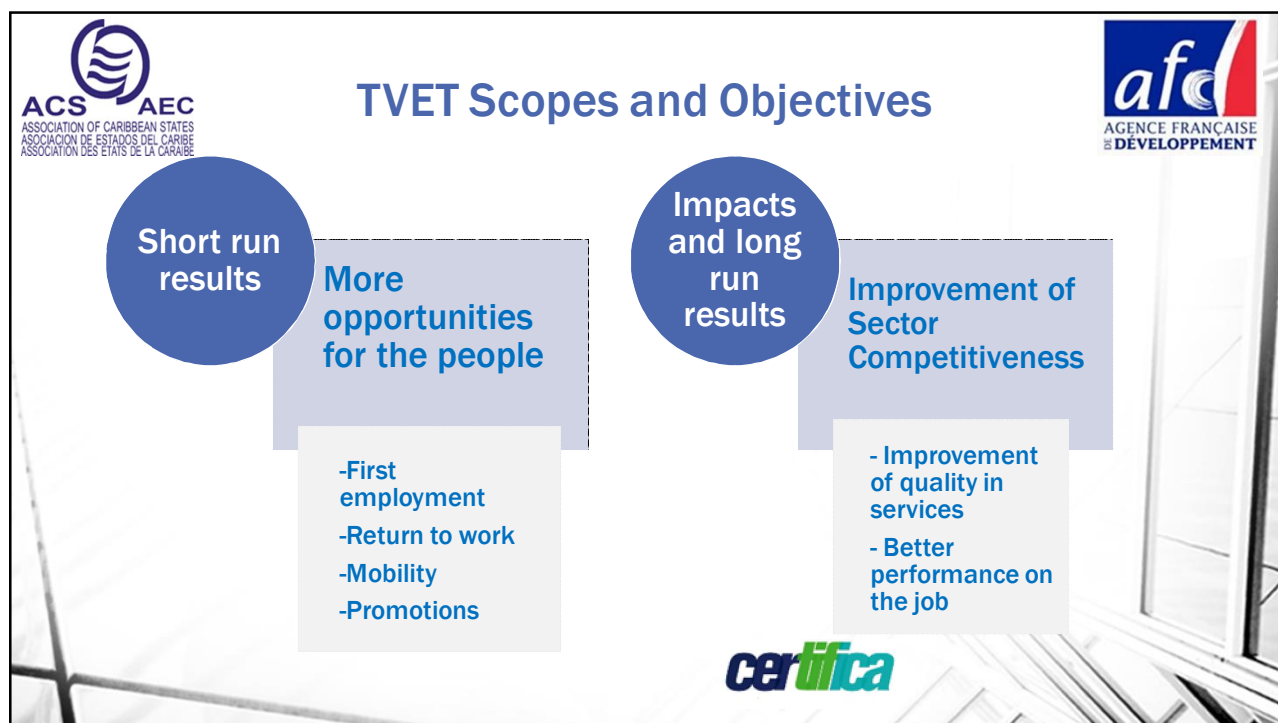 ACS AEC
ASSOCIATION OF CARIBBEAN STATES
ASOCIACION DE ESTADOS DEL CARIBE
ASSOCIATION DES ETATS DE LA CARAIBE
TVET Scopes and Objectives
afd
AGENCE FRANÇAISE
DE DÉVELOPPEMENT
Short run
results
More
opportunities
for the people
-First
employment
-Return to work
-Mobility
-Promotions
Impacts
and long
run
results
Improvement of
Sector
Competitiveness
- Improvement
of quality in
services
- Better
performance on
the job
certifica